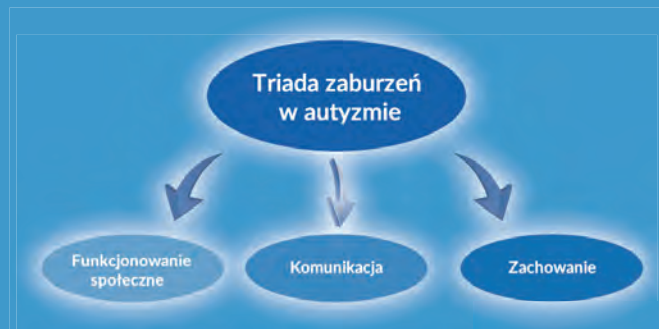 Triada zaburzeń
w autyzmie
Funkcjonowanie
społeczne
Komunikacja
Zachowanie